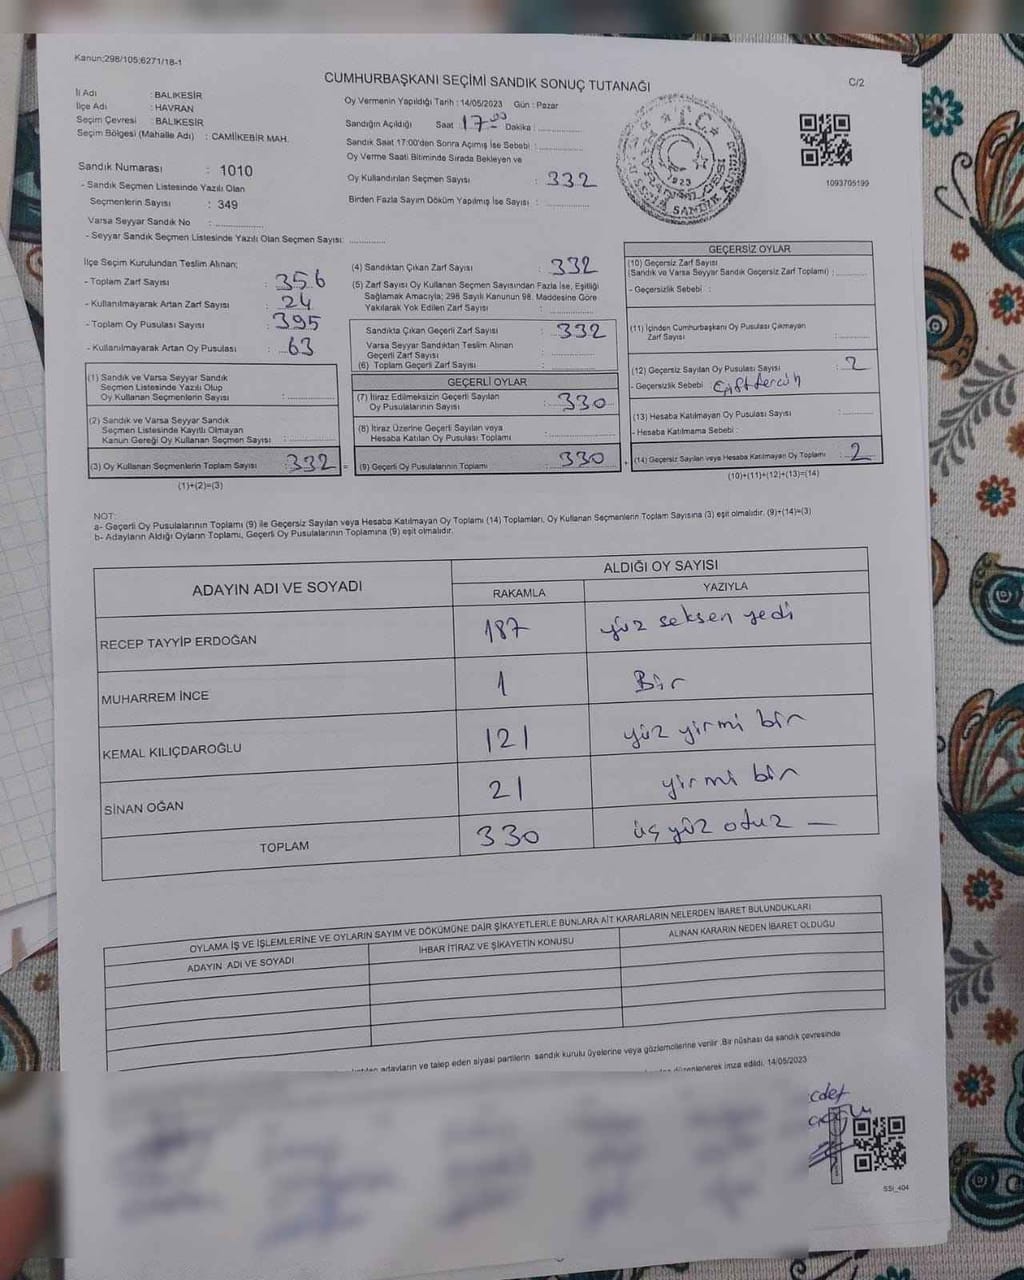 Kanun;298/105;6271/18-1
CUMHURBAŞKANI SEÇİMİ SANDIK SONUÇ TUTANAĞI
C/2
İl Adı : BALIKESİR
İlçe Adı : HAVRAN
Seçim Çevresi : BALIKESİR
Seçim Bölgesi (Mahalle Adı) : CAMİİKEBİR MAH.
Sandık Numarası : 1010
- Sandık Seçmen Listesinde Yazılı Olan
Seçmenlerin Sayısı : 349
Varsa Seyyar Sandık No : ..............
- Seyyar Sandık Seçmen Listesinde Yazılı Olan Seçmen Sayısı: ............
Oy Vermenin Yapıldığı Tarih : 14/05/2023 Gün : Pazar
Sandığın Açıldığı Saat 17 00 Dakika :
Sandık Saat 17:00'den Sonra Açımış İse Sebebi :
Oy Verme Saati Bitiminde Sırada Bekleyen ve
Oy Kullandırılan Seçmen Sayısı : 332
Birden Fazla Sayım Döküm Yapılmış İse Sayısı :
T.C.
1923
1093705199
İlçe Seçim Kurulundan Teslim Alınan;
- Toplam Zarf Sayısı : 356
- Kullanılmayarak Artan Zarf Sayısı : 24
- Toplam Oy Pusulası Sayısı : 395
- Kullanılmayarak Artan Oy Pusulası : 63
(1) Sandık ve Varsa Seyyar Sandık
Seçmen Listesinde Yazılı Olup
Oy Kullanan Seçmenlerin Sayısı :
(2) Sandık ve Varsa Seyyar Sandık
Seçmen Listesinde Kayıtlı Olmayan
Kanun Gereği Oy Kullanan Seçmen Sayısı :
(3) Oy Kullanan Seçmenlerin Toplam Sayısı : 332 =
(1)+(2)=(3)
(4) Sandıktan Çıkan Zarf Sayısı : 332
(5) Zarf Sayısı Oy Kullanan Seçmen Sayısından Fazla İse, Eşitliği
Sağlamak Amacıyla; 298 Sayılı Kanunun 98. Maddesine Göre
Yakılarak Yok Edilen Zarf Sayısı :
Sandıkta Çıkan Geçerli Zarf Sayısı : 332
Varsa Seyyar Sandıktan Teslim Alınan
Geçerli Zarf Sayısı :
(6) Toplam Geçerli Zarf Sayısı :
GEÇERLİ OYLAR
(7) İtiraz Edilmeksizin Geçerli Sayılan
Oy Pusulalarının Sayısı : 330
(8) İtiraz Üzerine Geçerli Sayılan veya
Hesaba Katılan Oy Pusulası Toplamı :
(9) Geçerli Oy Pusulalarının Toplamı : 330 +
GEÇERSİZ OYLAR
(10) Geçersiz Zarf Sayısı
(Sandık ve Varsa Seyyar Sandık Geçersiz Zarf Toplamı) :
- Geçersizlik Sebebi :
(11) İçinden Cumhurbaşkanı Oy Pusulası Çıkmayan
Zarf Sayısı :
(12) Geçersiz Sayılan Oy Pusulası Sayısı : 2
- Geçersizlik Sebebi : Çift tercih
(13) Hesaba Katılmayan Oy Pusulası Sayısı :
- Hesaba Katılmama Sebebi :
(14) Geçersiz Sayılan veya Hesaba Katılmayan Oy Toplamı : 2
(10)+(11)+(12)+(13)=(14)
NOT:
a- Geçerli Oy Pusulalarının Toplamı (9) ile Geçersiz Sayılan veya Hesaba Katılmayan Oy Toplamı (14) Toplamları, Oy Kullanan Seçmenlerin Toplam Sayısına (3) eşit olmalıdır. (9)+(14)=(3)
b- Adayların Aldığı Oyların Toplamı, Geçerli Oy Pusulalarının Toplamına (9) eşit olmalıdır.
ADAYIN ADI VE SOYADI
ALDIĞI OY SAYISI
RAKAMLA YAZIYLA
RECEP TAYYİP ERDOĞAN 187 yüz seksen yedi
MUHARREM İNCE 1 Bir
KEMAL KILIÇDAROĞLU 121 yüz yirmi bir
SİNAN OĞAN 21 yirmi bir
TOPLAM 330 üç yüz otuz —
OYLAMA İŞ VE İŞLEMLERİNE VE OYLARIN SAYIM VE DÖKÜMÜNE DAİR ŞİKAYETLERLE BUNLARA AİT KARARLARIN NELERDEN İBARET BULUNDUKLARI
ADAYIN ADI VE SOYADI İHBAR İTİRAZ VE ŞİKAYETİN KONUSU ALINAN KARARIN NEDEN İBARET OLDUĞU
adayların ve talep eden siyasi partilerin sandık kurulu üyelerine veya gözlemcilerine verilir .Bir nüshası da sandık çevresinde
düzenlenerek imza edildi. 14/05/2023
SSi_404